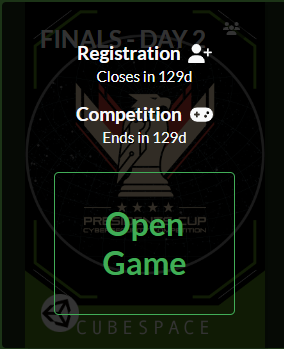 FINALS - DAY 2
Registration
Closes in 129d
Competition
Ends in 129d
PRESIDENT'S CUP
CYBERSECURITY COMPETITION
Open
Game
CUBESPACE